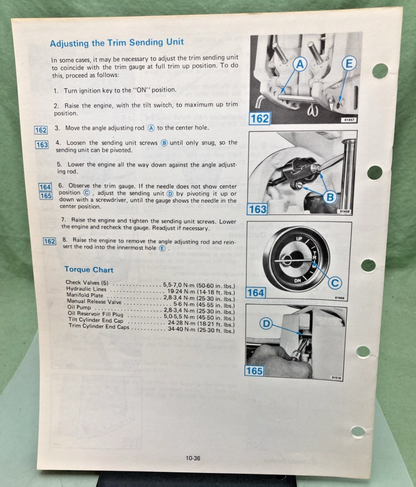 Adjusting the Trim Sending Unit
In some cases, it may be necessary to adjust the trim sending unit
to coincide with the trim gauge at full trim up position. To do
this, proceed as follows:
1. Turn ignition key to the "ON" position.
2. Raise the engine, with the tilt switch, to maximum up trim
position.
162 3. Move the angle adjusting rod A to the center hole.
163 4. Loosen the sending unit screws B until only snug, so the
sending unit can be pivoted.
5. Lower the engine all the way down against the angle adjust-
ing rod.
164 6. Observe the trim gauge. If the needle does not show center
165 position C, adjust the sending unit D by pivoting it up or
down with a screwdriver, until the gauge shows the needle in the
center position.
7. Raise the engine and tighten the sending unit screws. Lower
the engine and recheck the gauge. Readjust if necessary.
162 8. Raise the engine to remove the angle adjusting rod and rein-
sert the rod into the innermost hole E.
Torque Chart
Check Valves (5) 5,5-7,0 N·m (50-60 in. lbs.)
Hydraulic Lines 19-24 N·m (14-18 ft. lbs.)
Manifold Plate 2,8-3,4 N·m (25-30 in. lbs.)
Manual Release Valve 5-6 N·m (45-55 in. lbs.)
Oil Pump 2,8-3,4 N·m (25-30 in. lbs.)
Oil Reservoir Fill Plug 5,0-5,5 N·m (45-50 in. lbs.)
Tilt Cylinder End Cap 24-28 N·m (18-21 ft. lbs.)
Trim Cylinder End Caps 34-40 N·m (25-30 ft. lbs.)
10-36
A E
162
B
163
DN
C
164
D
165